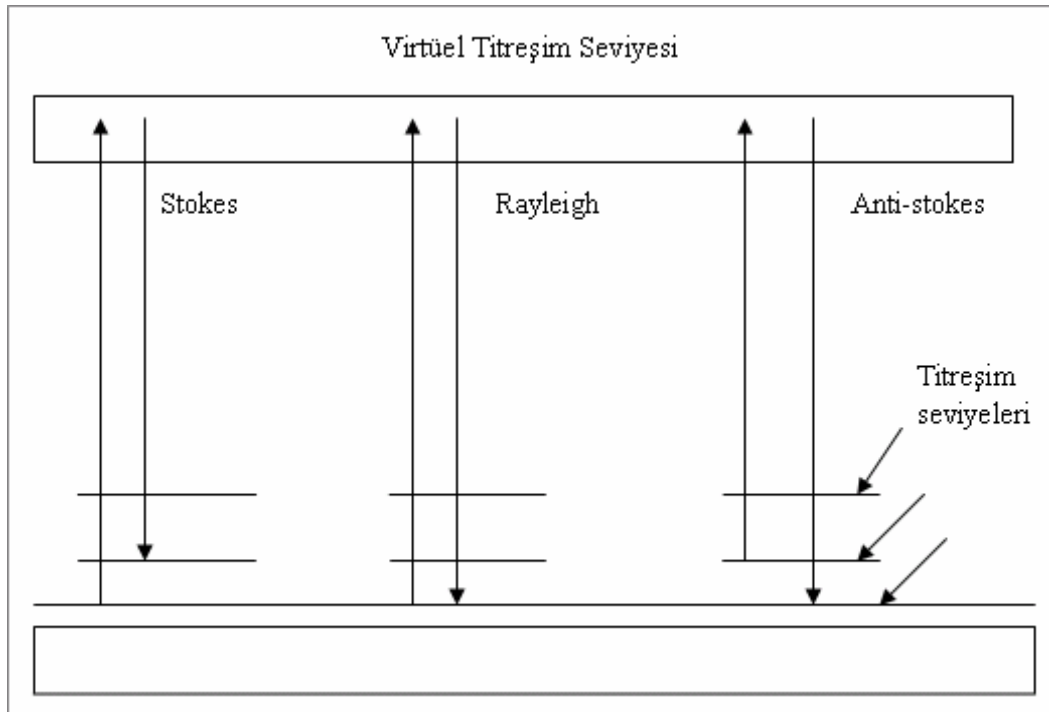 Virtüel Titreşim Seviyesi
Stokes
Rayleigh
Anti-stokes
Titreşim
seviyeleri